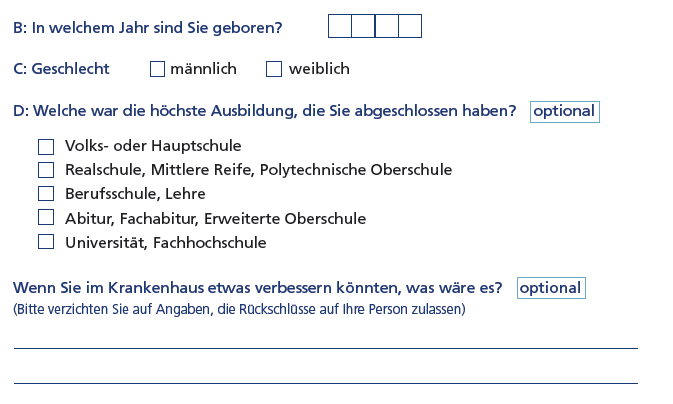 B: In welchem Jahr sind Sie geboren?
C: Geschlecht männlich weiblich
D: Welche war die höchste Ausbildung, die Sie abgeschlossen haben? optional
Volks- oder Hauptschule
Realschule, Mittlere Reife, Polytechnische Oberschule
Berufsschule, Lehre
Abitur, Fachabitur, Erweiterte Oberschule
Universität, Fachhochschule
Wenn Sie im Krankenhaus etwas verbessern könnten, was wäre es? optional
(Bitte verzichten Sie auf Angaben, die Rückschlüsse auf Ihre Person zulassen)